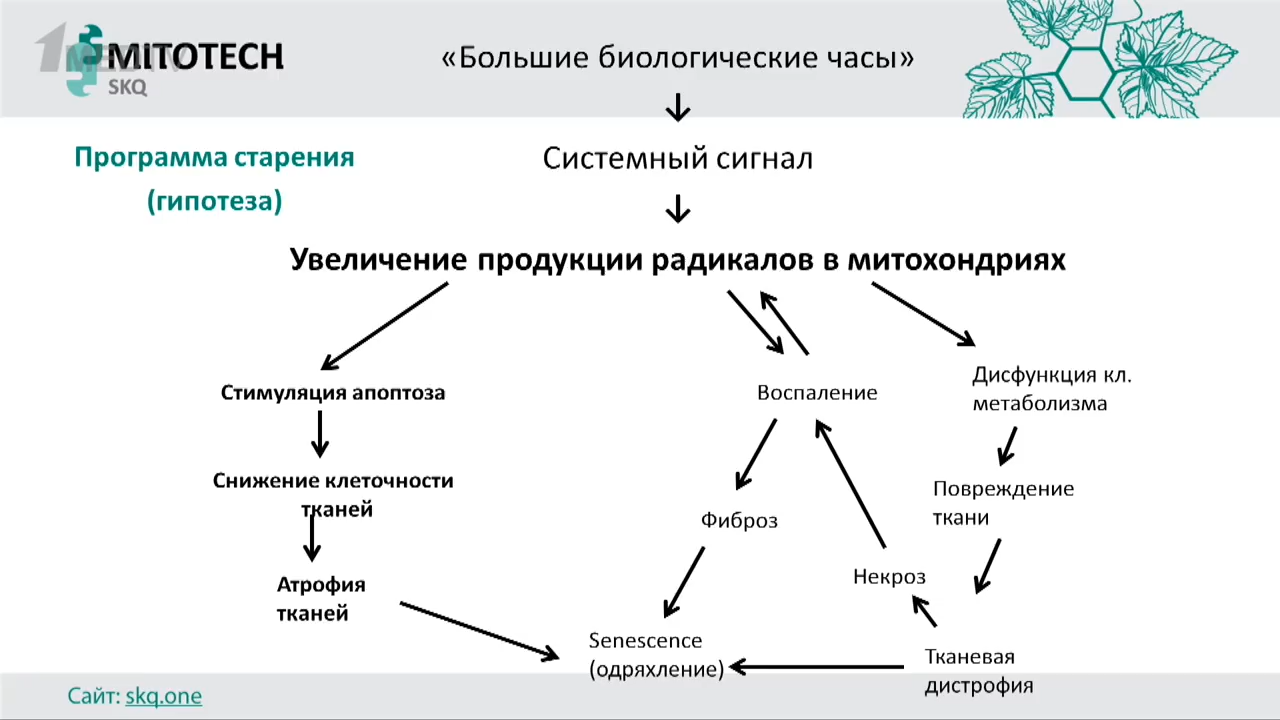 MITOTECH
SKQ
«Большие биологические часы»
Программа старения
(гипотеза)
Системный сигнал
Увеличение продукции радикалов в митохондриях
Стимуляция апоптоза
Воспаление
Дисфункция кл.
метаболизма
Снижение клеточности
тканей
Повреждение
ткани
Фиброз
Некроз
Атрофия
тканей
Senescence
(одряхление)
Тканевая
дистрофия
Сайт: skq.one